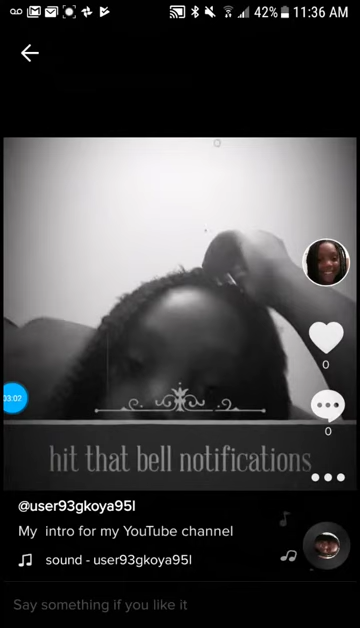 42% 11:36 AM
0
03:02
0
hit that bell notifications
@user93gkoya95l
My intro for my YouTube channel
sound - user93gkoya95l
Say something if you like it